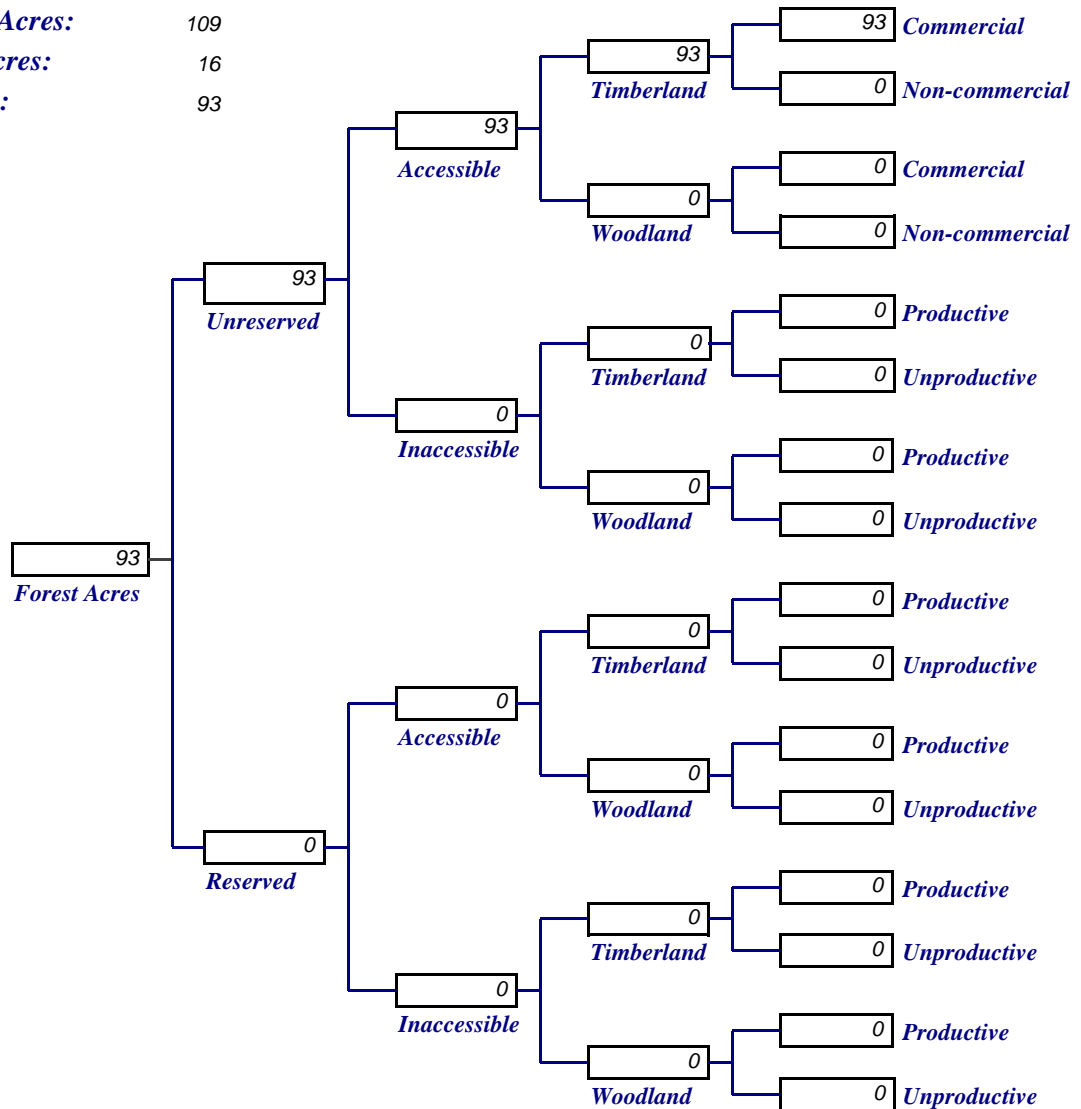 Acres: 109
cres: 16
: 93
93 Commercial
93
Timberland
0 Non-commercial
93
Accessible
0 Commercial
0
Woodland
0 Non-commercial
93
Unreserved
0 Productive
0
Timberland
0 Unproductive
0
Inaccessible
0 Productive
0
Woodland
0 Unproductive
93
Forest Acres
0 Productive
0
Timberland
0 Unproductive
0
Accessible
0 Productive
0
Woodland
0 Unproductive
0
Reserved
0 Productive
0
Timberland
0 Unproductive
0
Inaccessible
0 Productive
0
Woodland
0 Unproductive